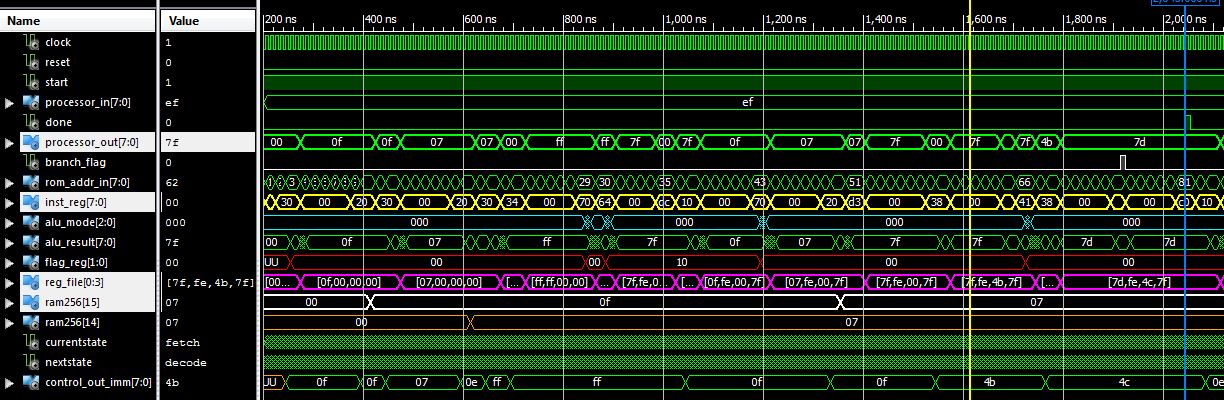 Name Value 200 ns 400 ns 600 ns 800 ns 1,000 ns 1,200 ns 1,400 ns 1,600 ns 1,800 ns 2,000 ns
clock 1
reset 0
start 1
processor_in[7:0] ef ef
done 0
processor_out[7:0] 7f 00 0f 0f 07 07 00 ff ff 7f 00 7f 0f 07 07 7f 00 7f 7f 4b 7d
branch_flag 0
rom_addr_in[7:0] 62 3 29 30 35 43 51 66 81
inst_reg[7:0] 00 30 00 20 30 00 20 30 34 00 70 64 00 dc 10 00 70 00 20 d3 00 38 00 41 38 00 c0 10
alu_mode[2:0] 000 000 000 000 000
alu_result[7:0] 7f 00 0f 07 ff 7f 0f 07 7f 7f 7d 7d
flag_reg[1:0] 00 UU 00 00 10 00 00
reg_file[0:3] [7f,fe,4b,7f] [00... [0f,00,00,00] [07,00,00,00] [... [ff,ff,00,00] ... [7f,fe,0... [... [0f,fe,00,7f] [07,fe,00,7f] [7f,fe,00,7f] [7f,fe,4b,7f] [... [7d,fe,4c,7f]
ram256[15] 07 00 0f 07
ram256[14] 07 00 07
currentstate fetch
nextstate decode
control_out_imm[7:0] 4b UU 0f 0f 07 0e ff ff 0f 0f 4b 4c 0e